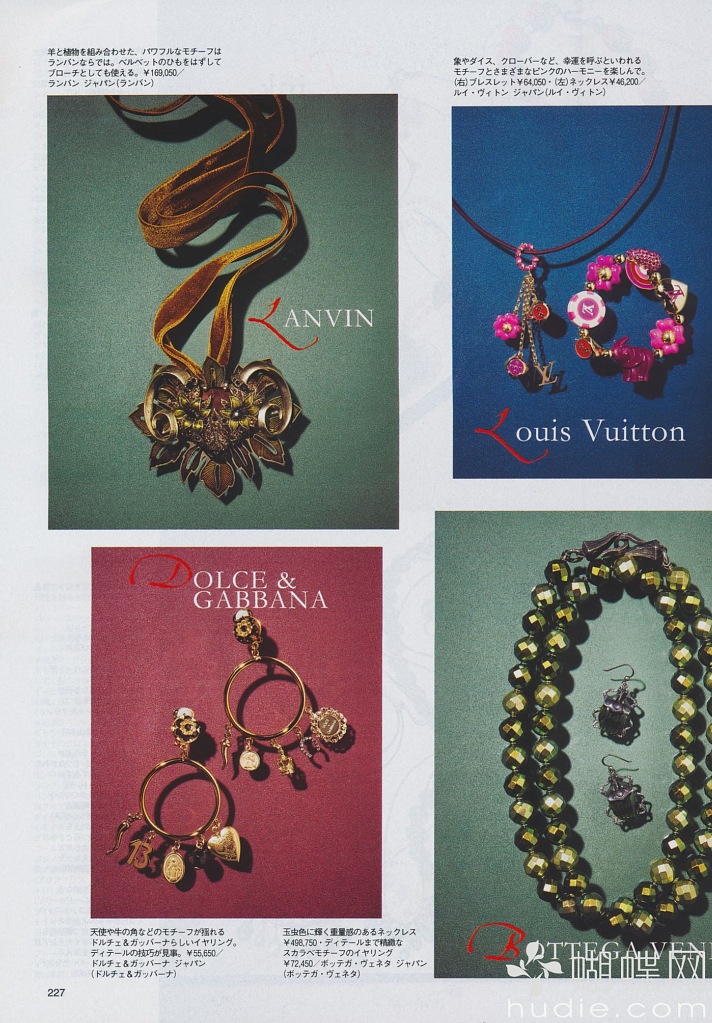 羊と植物を組み合わせた、パワフルなモチーフは
ランバンならでは。ベルベットのひもをはずして
ブローチとしても使える。￥169,050／
ランバン ジャパン（ランバン）
象やダイス、クローバーなど、幸運を呼ぶといわれる
モチーフとさまざまなピンクのハーモニーを楽しんで。
（右）ブレスレット￥64,050・（左）ネックレス￥46,200／
ルイ・ヴィトン ジャパン（ルイ・ヴィトン）
LANVIN
Louis Vuitton
DOLCE &
GABBANA
13
BOTTEGA VEN
天使や牛の角などのモチーフが揺れる
ドルチェ＆ガッバーナらしいイヤリング。
ディテールの技巧が見事。￥55,650／
ドルチェ＆ガッバーナ ジャパン
（ドルチェ＆ガッバーナ）
玉虫色に輝く重量感のあるネックレス
￥498,750・ディテールまで精緻な
スカラベモチーフのイヤリング
￥72,450／ボッテガ・ヴェネタ ジャパン
（ボッテガ・ヴェネタ）
227
蝴蝶网
hudie.com